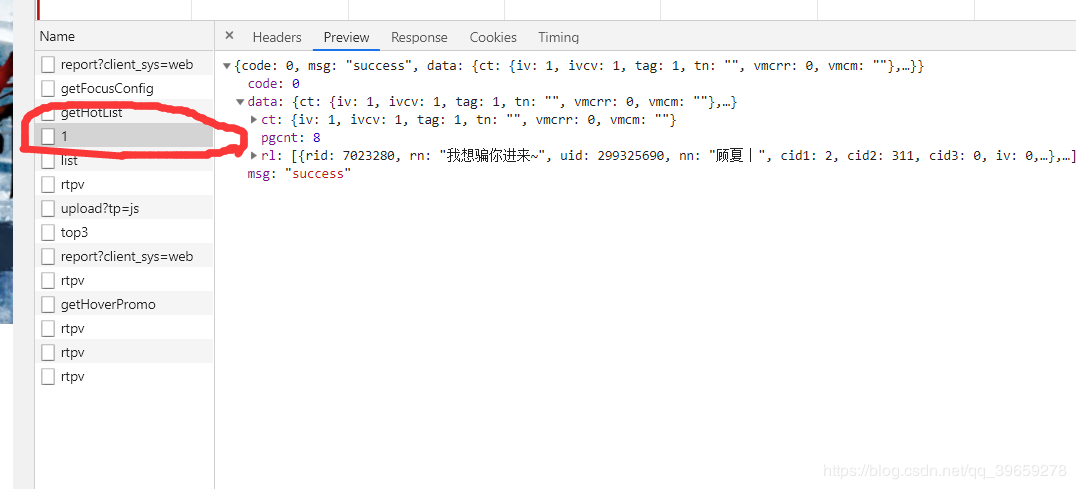 Name
report?client_sys=web
getFocusConfig
getHotList
1
list
rtpv
upload?tp=js
top3
report?client_sys=web
rtpv
getHoverPromo
rtpv
rtpv
rtpv
× Headers Preview Response Cookies Timing
▼{code: 0, msg: "success", data: {ct: {iv: 1, ivcv: 1, tag: 1, tn: "", vmcrr: 0, vmcm: ""},…}}
code: 0
▼data: {ct: {iv: 1, ivcv: 1, tag: 1, tn: "", vmcrr: 0, vmcm: ""},…}
▶ct: {iv: 1, ivcv: 1, tag: 1, tn: "", vmcrr: 0, vmcm: ""}
pgcnt: 8
▶rl: [{rid: 7023280, rn: "我想骗你进来~", uid: 299325690, nn: "顾夏丨", cid1: 2, cid2: 311, cid3: 0, iv: 0,…},…]
msg: "success"
https://blog.csdn.net/qq_39659278